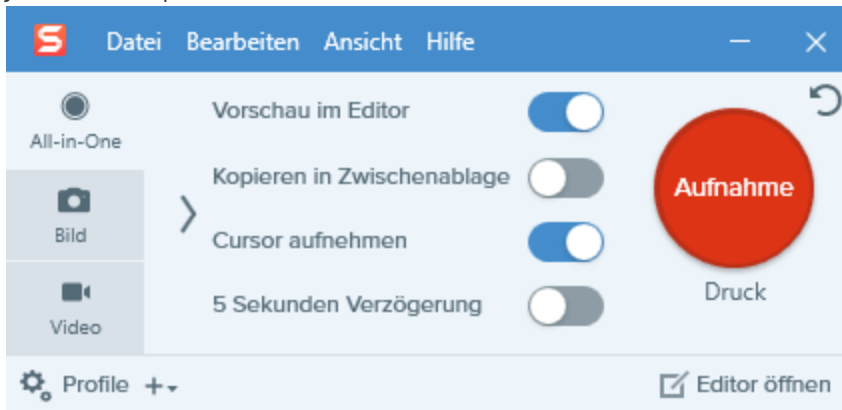 S Datei Bearbeiten Ansicht Hilfe
All-in-One
Bild
Video
Vorschau im Editor
Kopieren in Zwischenablage
Cursor aufnehmen
5 Sekunden Verzögerung
Aufnahme
Druck
Profile
Editor öffnen